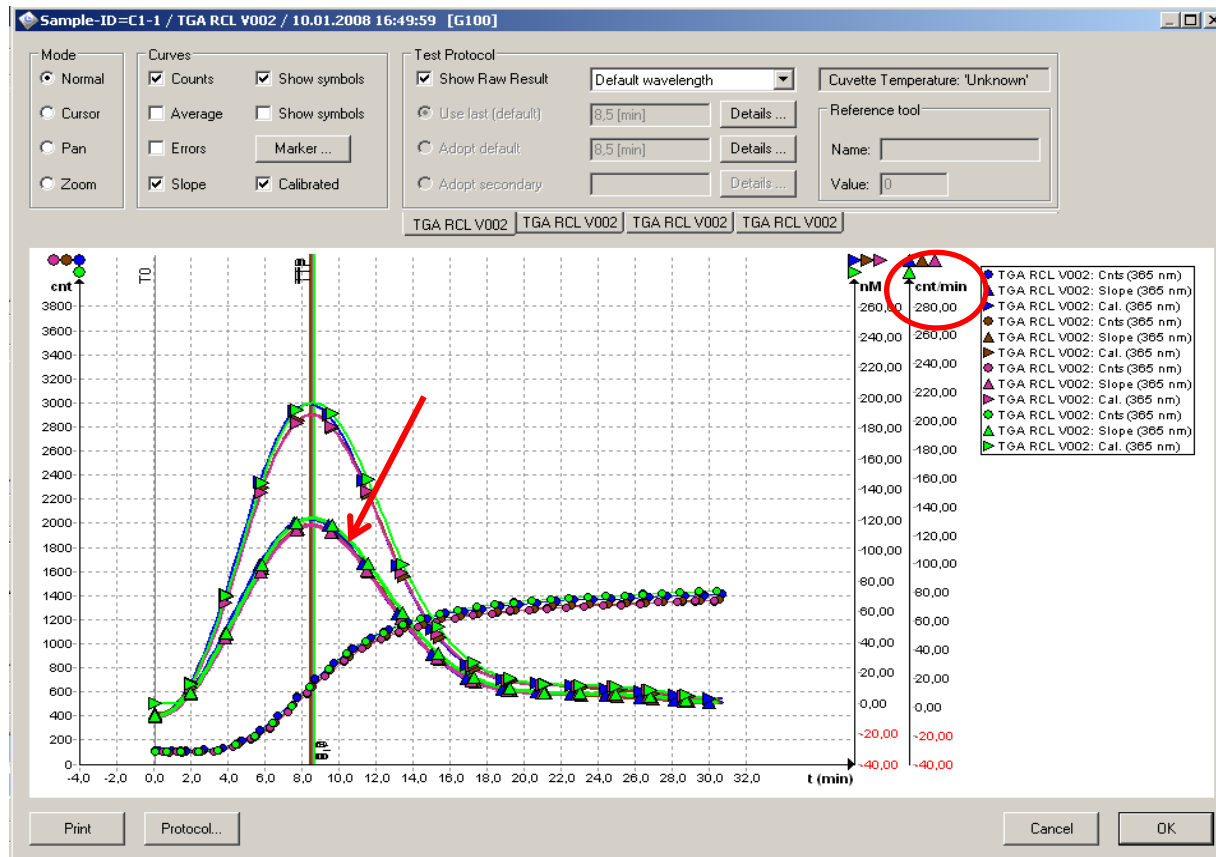 Sample-ID=C1-1 / TGA RCL V002 / 10.01.2008 16:49:59 [G100]
Mode
Normal
Cursor
Pan
Zoom
Curves
Counts
Show symbols
Average
Show symbols
Errors
Marker ...
Slope
Calibrated
Test Protocol
Show Raw Result
Default wavelength
Use last (default)
8,5 [min]
Details ...
Adopt default
8,5 [min]
Details ...
Adopt secondary
Details ...
Cuvette Temperature: 'Unknown'
Reference tool
Name:
Value: 0
TGA RCL V002 TGA RCL V002 TGA RCL V002 TGA RCL V002
T0
cnt
3800
3600
3400
3200
3000
2800
2600
2400
2200
2000
1800
1600
1400
1200
1000
800
600
400
200
0
-4,0 -2,0 0,0 2,0 4,0 6,0 8,0 10,0 12,0 14,0 16,0 18,0 20,0 22,0 24,0 26,0 28,0 30,0 32,0 t (min)
nM
260,00
240,00
220,00
200,00
180,00
160,00
140,00
120,00
100,00
80,00
60,00
40,00
20,00
0,00
-20,00
-40,00
cnt/min
280,00
260,00
240,00
220,00
200,00
180,00
160,00
140,00
120,00
100,00
80,00
60,00
40,00
20,00
0,00
-20,00
-40,00
TGA RCL V002: Cnts (365 nm)
TGA RCL V002: Slope (365 nm)
TGA RCL V002: Cal. (365 nm)
TGA RCL V002: Cnts (365 nm)
TGA RCL V002: Slope (365 nm)
TGA RCL V002: Cal. (365 nm)
TGA RCL V002: Cnts (365 nm)
TGA RCL V002: Slope (365 nm)
TGA RCL V002: Cal. (365 nm)
TGA RCL V002: Cnts (365 nm)
TGA RCL V002: Slope (365 nm)
TGA RCL V002: Cal. (365 nm)
Print
Protocol...
Cancel
OK